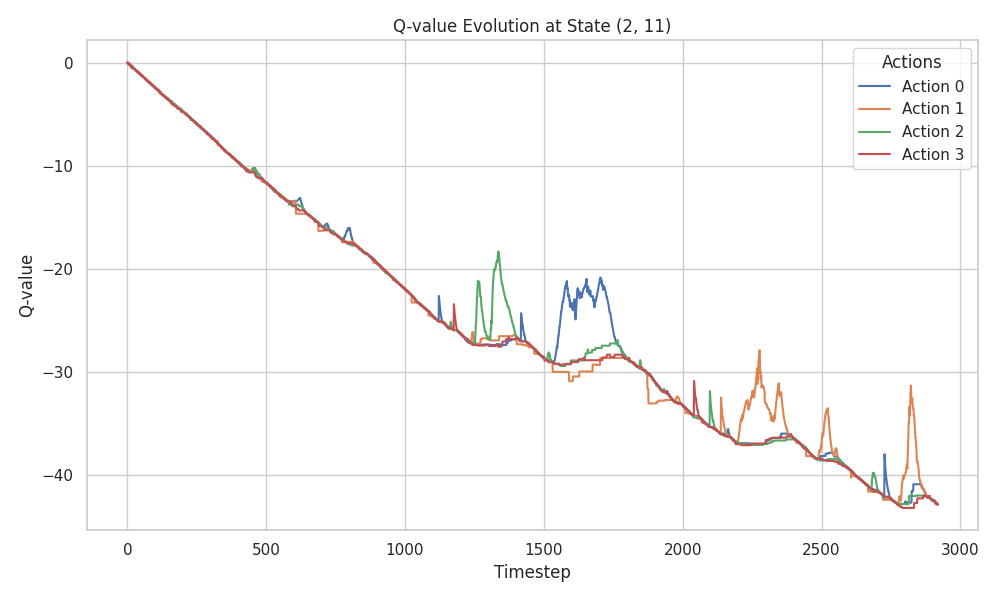 Q-value Evolution at State (2, 11)
Q-value
0
−10
−20
−30
−40
0
500
1000
1500
2000
2500
3000
Timestep
Actions
Action 0
Action 1
Action 2
Action 3